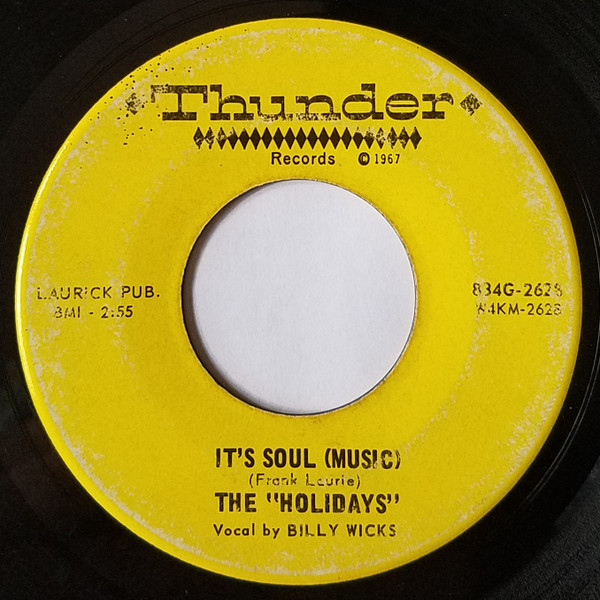 Thunder
Records © 1967
LAURICK PUB.
BMI - 2:55
834G-2628
W4KM-2628
IT'S SOUL (MUSIC)
(Frank Laurie)
THE "HOLIDAYS"
Vocal by BILLY WICKS